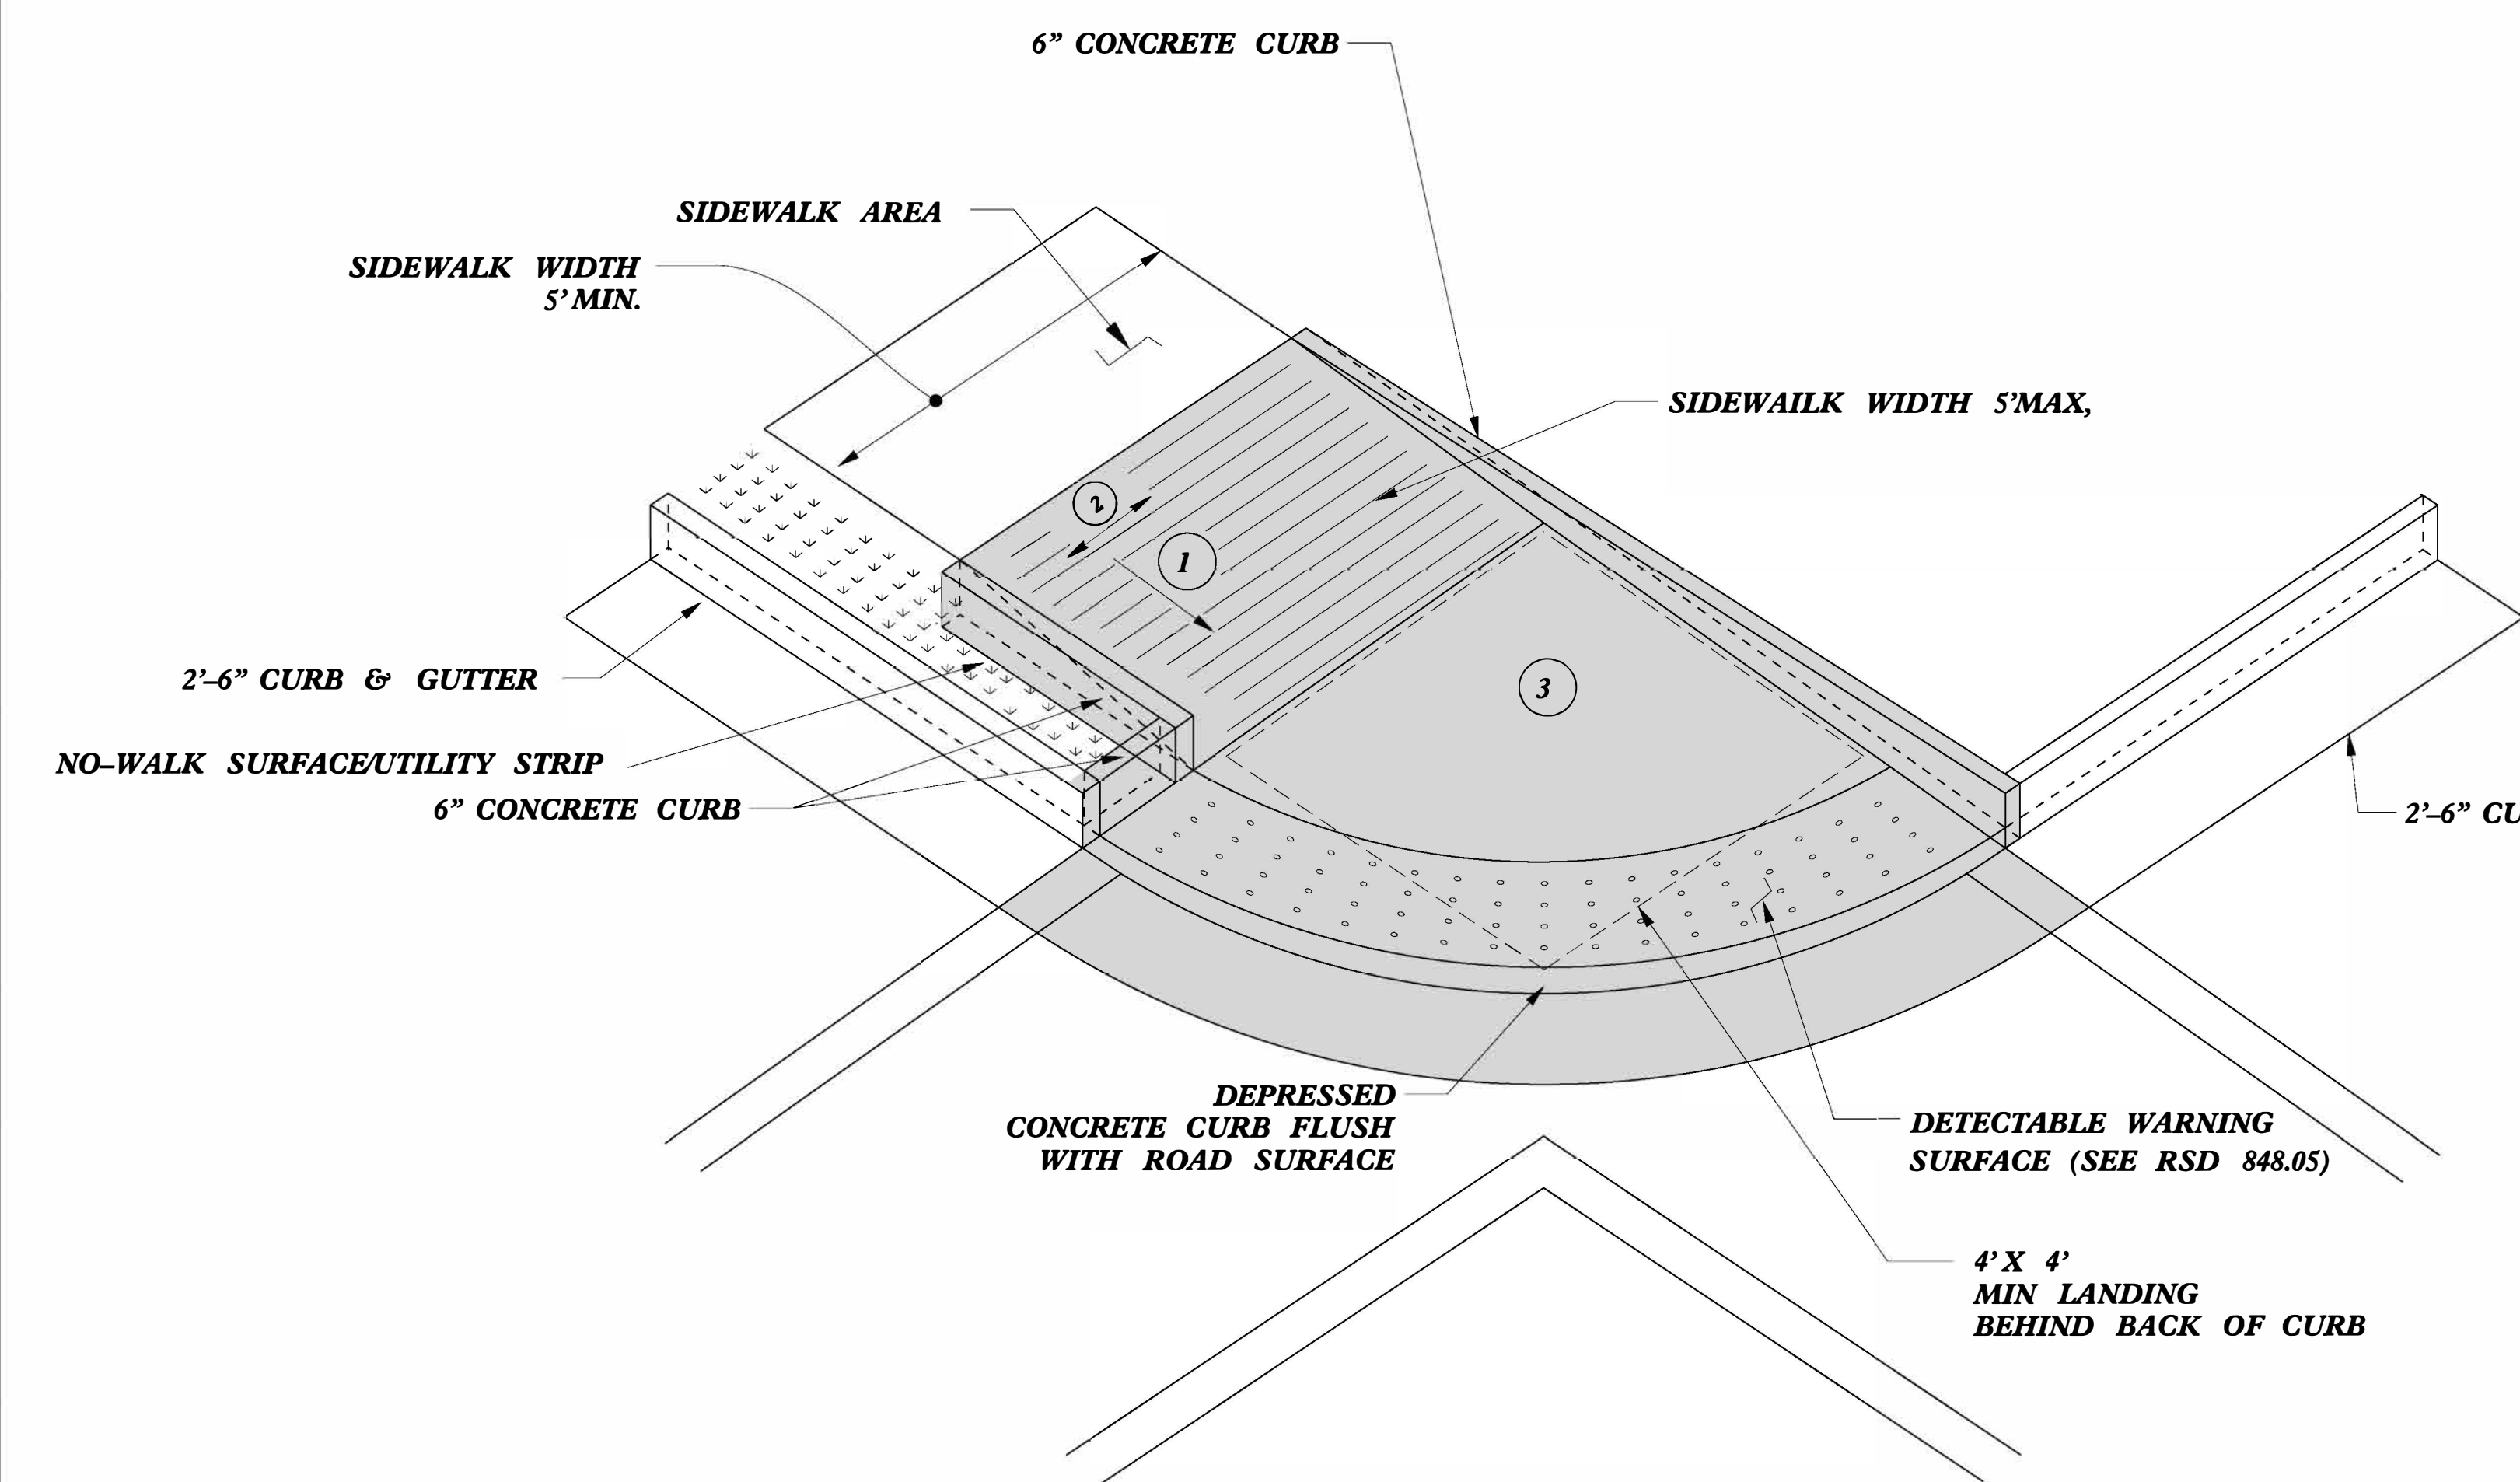 6” CONCRETE CURB
SIDEWALK AREA
SIDEWALK WIDTH
5’ MIN.
SIDEWAILK WIDTH 5’MAX,
2
1
3
2’–6” CURB & GUTTER
NO–WALK SURFACE/UTILITY STRIP
6” CONCRETE CURB
2’–6” CU
DEPRESSED
CONCRETE CURB FLUSH
WITH ROAD SURFACE
DETECTABLE WARNING
SURFACE (SEE RSD 848.05)
4’ X 4’
MIN LANDING
BEHIND BACK OF CURB